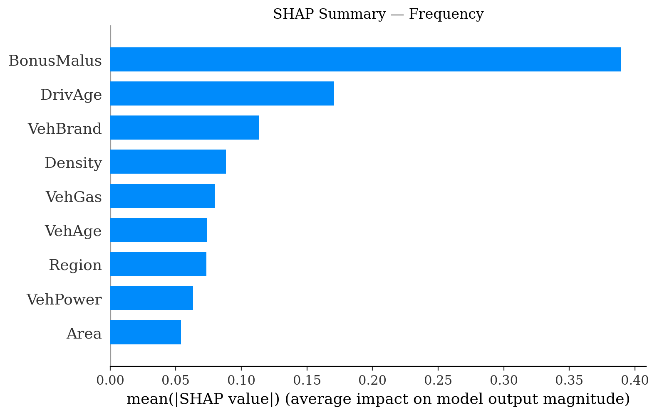 SHAP Summary — Frequency
BonusMalus
DrivAge
VehBrand
Density
VehGas
VehAge
Region
VehPower
Area
0.00 0.05 0.10 0.15 0.20 0.25 0.30 0.35 0.40
mean(|SHAP value|) (average impact on model output magnitude)